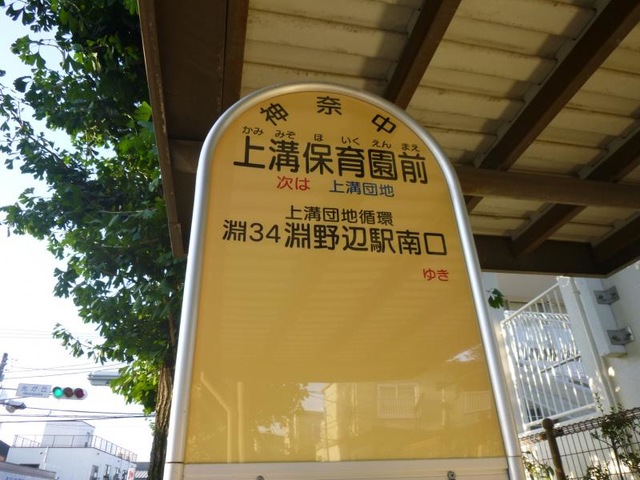 神奈中
かみ みぞ ほ いく えん まえ
上溝保育園前
次は 上溝団地
上溝団地循環
淵34 淵野辺駅南口
ゆき